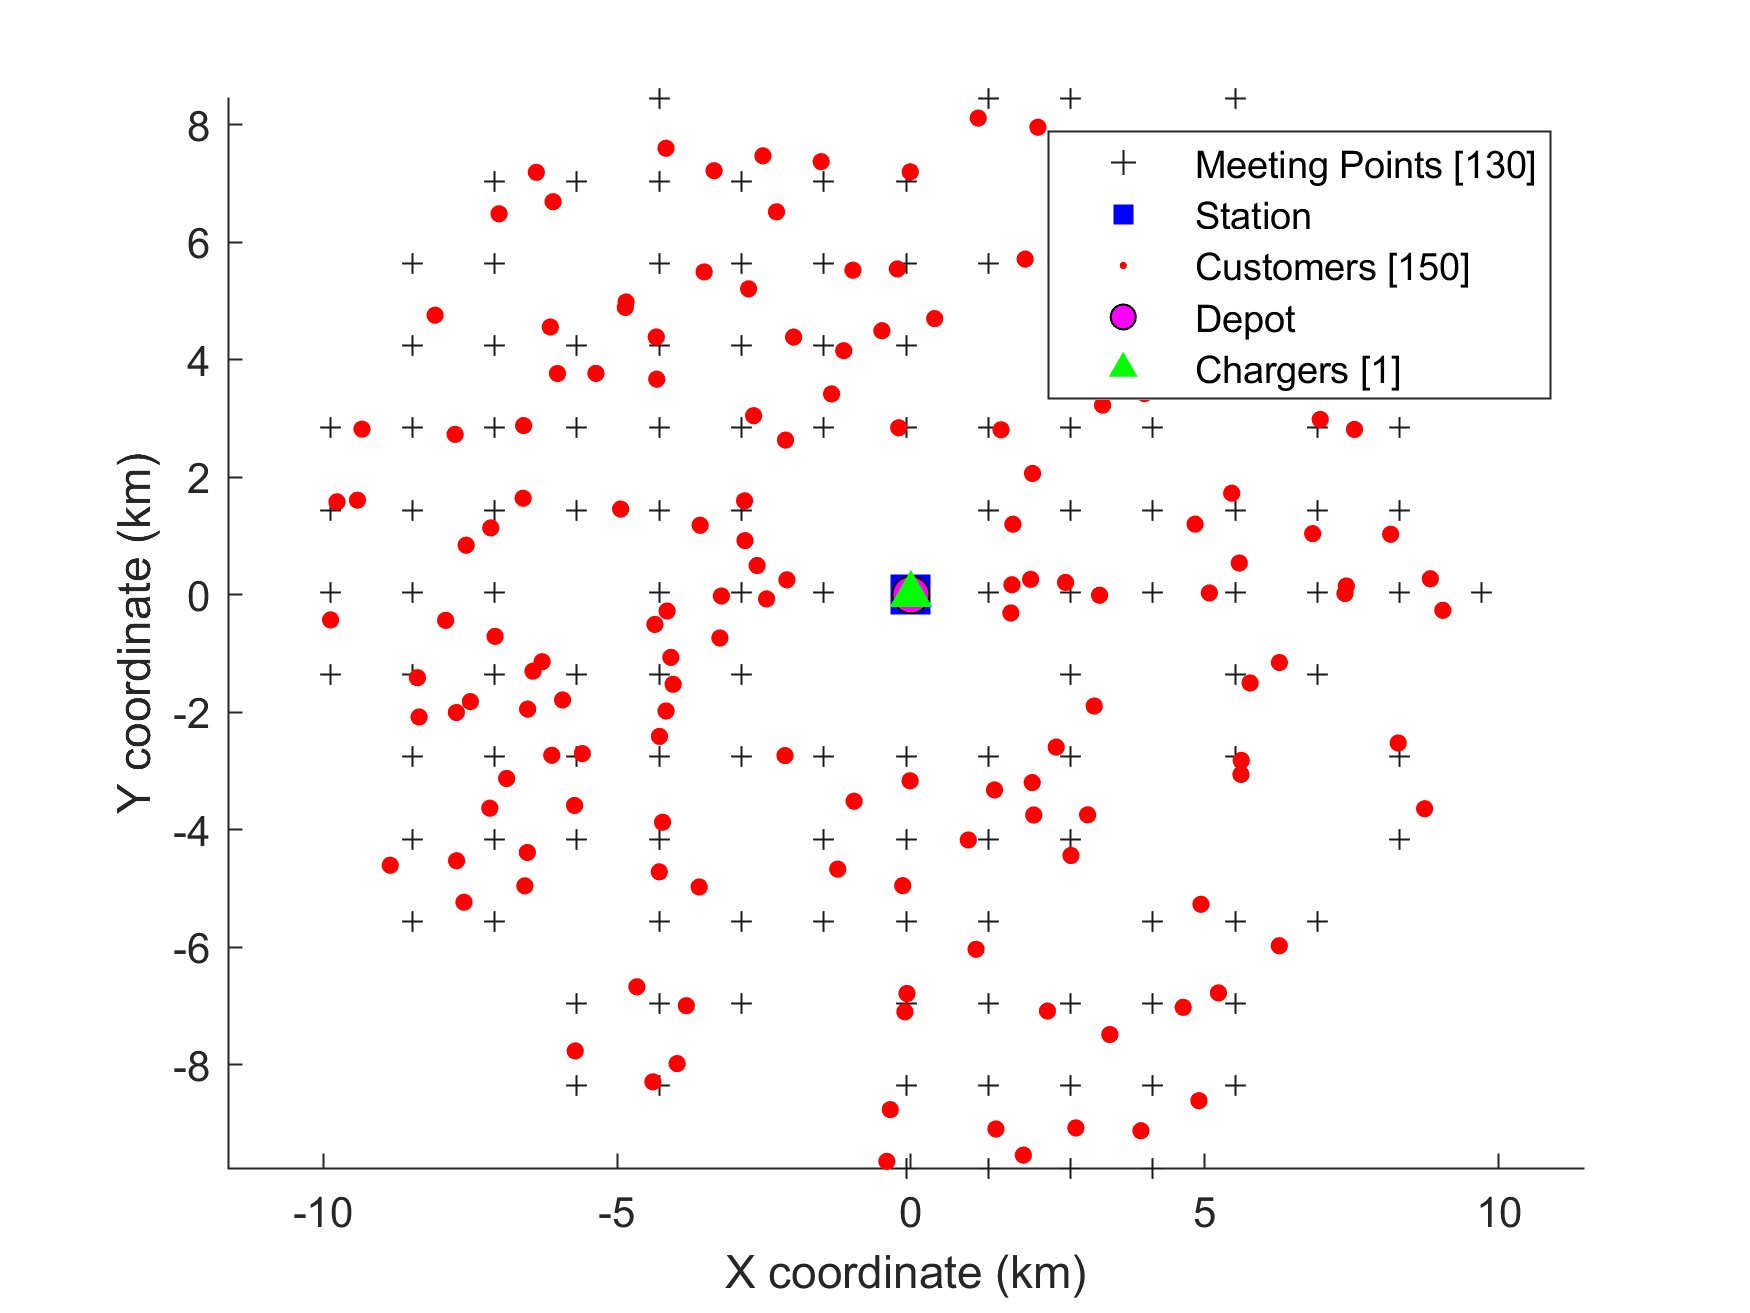 8
6
4
2
0
-2
-4
-6
-8
Y coordinate (km)
Meeting Points [130]
Station
Customers [150]
Depot
Chargers [1]
-10 -5 0 5 10
X coordinate (km)